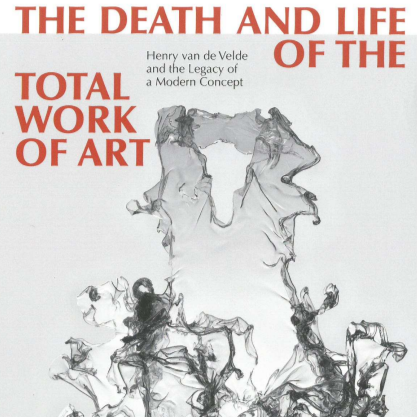 THE DEATH AND LIFE
OF THE
TOTAL
WORK
OF ART
Henry van de Velde
and the Legacy of
a Modern Concept